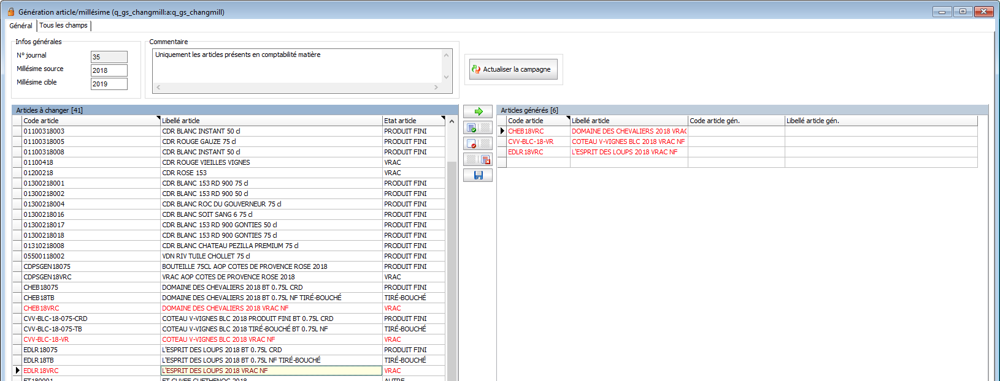 Génération article/millésime (q_gs_changmill:a:q_gs_changmill)
Général Tous les champs
Infos générales
N° journal 35
Millésime source 2018
Millésime cible 2019
Commentaire
Uniquement les articles présents en comptabilité matière
Actualiser la campagne
Articles à changer [41]
Code article Libellé article Etat article
01100318003 CDR BLANC INSTANT 50 cl PRODUIT FINI
01100318005 CDR ROUGE GAUZE 75 cl PRODUIT FINI
01100318008 CDR BLANC INSTANT 50 cl PRODUIT FINI
01100418 CDR ROUGE VIEILLES VIGNES VRAC
01200218 CDR ROSE 153 VRAC
01300218001 CDR BLANC 153 RD 900 75 cl PRODUIT FINI
01300218002 CDR BLANC 153 RD 900 50 cl PRODUIT FINI
01300218004 CDR BLANC ROC DU GOUVERNEUR 75 cl PRODUIT FINI
01300218016 CDR BLANC SOIT SANG 6 75 cl PRODUIT FINI
01300218017 CDR BLANC 153 RD 900 GONTIES 50 cl PRODUIT FINI
01300218018 CDR BLANC 153 RD 900 GONTIES 75 cl PRODUIT FINI
01310218008 CDR BLANC CHATEAU PEZILLA PREMIUM 75 cl PRODUIT FINI
05500118002 VDN RIV TUILE CHOLLET 75 cl PRODUIT FINI
CDPSGEN18075 BOUTEILLE 75CL AOP COTES DE PROVENCE ROSE 2018 PRODUIT FINI
CDPSGEN18VRC VRAC AOP COTES DE PROVENCE ROSE 2018 VRAC
CHEB18075 DOMAINE DES CHEVALIERS 2018 BT 0.75L CRD PRODUIT FINI
CHEB18TB DOMAINE DES CHEVALIERS 2018 BT 0.75L NF TIRÉ-BOUCHÉ TIRÉ-BOUCHÉ
CHEB18VRC DOMAINE DES CHEVALIERS 2018 VRAC NF VRAC
CVV-BLC-18-075-CRD COTEAU V-VIGNES BLC 2018 PRODUIT FINI BT 0.75L CRD PRODUIT FINI
CVV-BLC-18-075-TB COTEAU V-VIGNES BLC 2018 TIRÉ-BOUCHÉ BT 0.75L NF TIRÉ-BOUCHÉ
CVV-BLC-18-VR COTEAU V-VIGNES BLC 2018 VRAC NF VRAC
EDLR18075 L'ESPRIT DES LOUPS 2018 BT 0.75L CRD PRODUIT FINI
EDLR18TB L'ESPRIT DES LOUPS 2018 BT 0.75L NF TIRÉ-BOUCHÉ TIRÉ-BOUCHÉ
EDLR18VRC L'ESPRIT DES LOUPS 2018 VRAC NF VRAC
Articles générés [6]
Code article Libellé article Code article gén. Libellé article gén.
CHEB18VRC DOMAINE DES CHEVALIERS 2018 VRAC
CVV-BLC-18-VR COTEAU V-VIGNES BLC 2018 VRAC NF
EDLR18VRC L'ESPRIT DES LOUPS 2018 VRAC NF